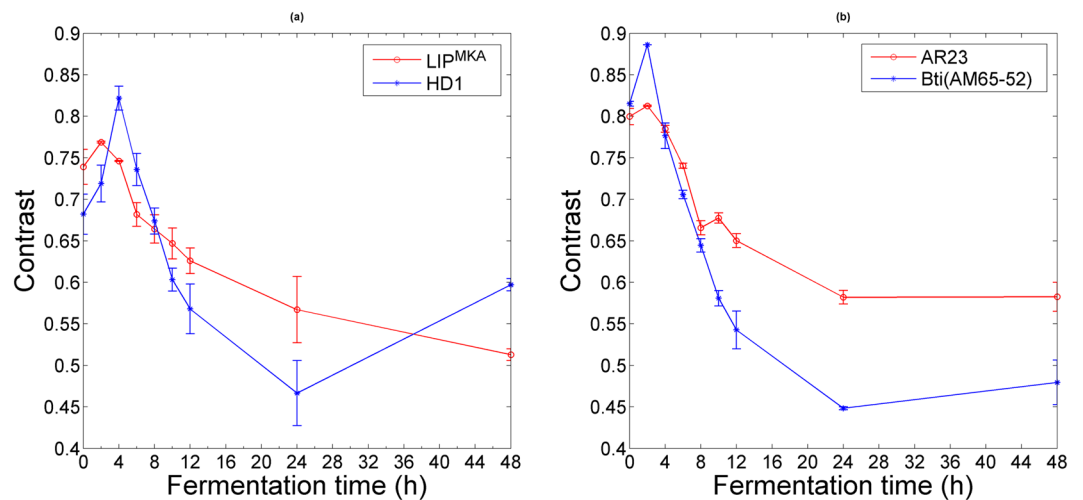 (a)
0.9
0.85
0.8
0.75
0.7
0.65
0.6
0.55
0.5
0.45
0.4
Contrast
LIP^MKA
HD1
0 4 8 12 16 20 24 28 32 36 40 44 48
Fermentation time (h)
(b)
0.9
0.85
0.8
0.75
0.7
0.65
0.6
0.55
0.5
0.45
0.4
Contrast
AR23
Bti(AM65-52)
0 4 8 12 16 20 24 28 32 36 40 44 48
Fermentation time (h)